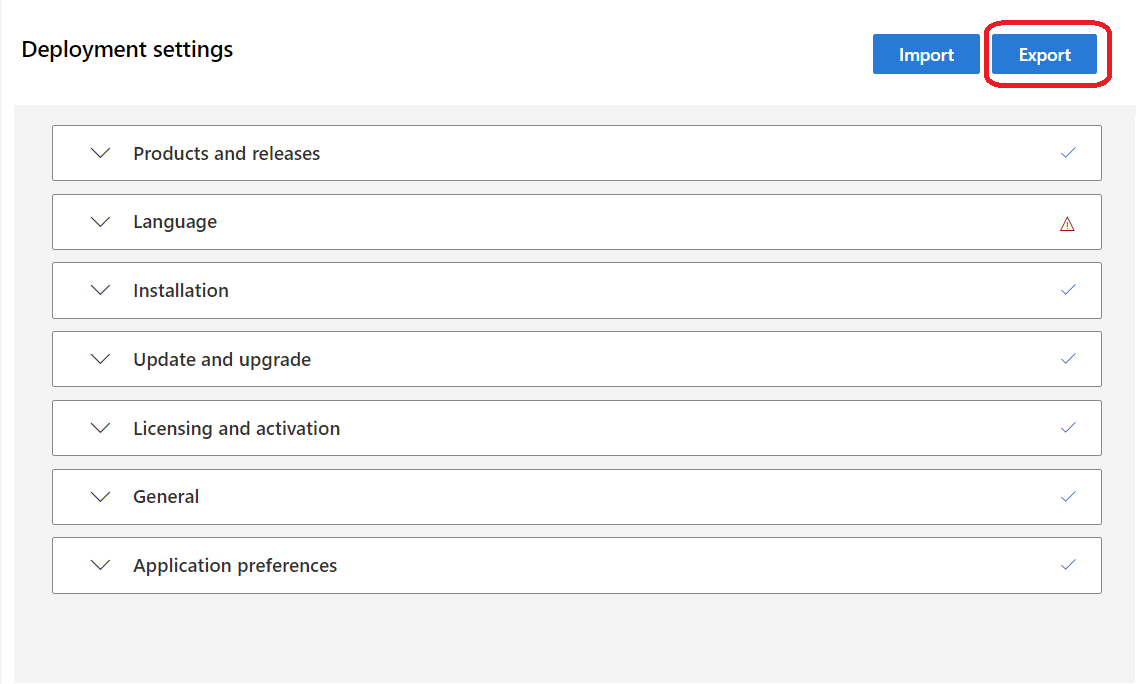 Deployment settings
Import
Export
Products and releases
Language
Installation
Update and upgrade
Licensing and activation
General
Application preferences